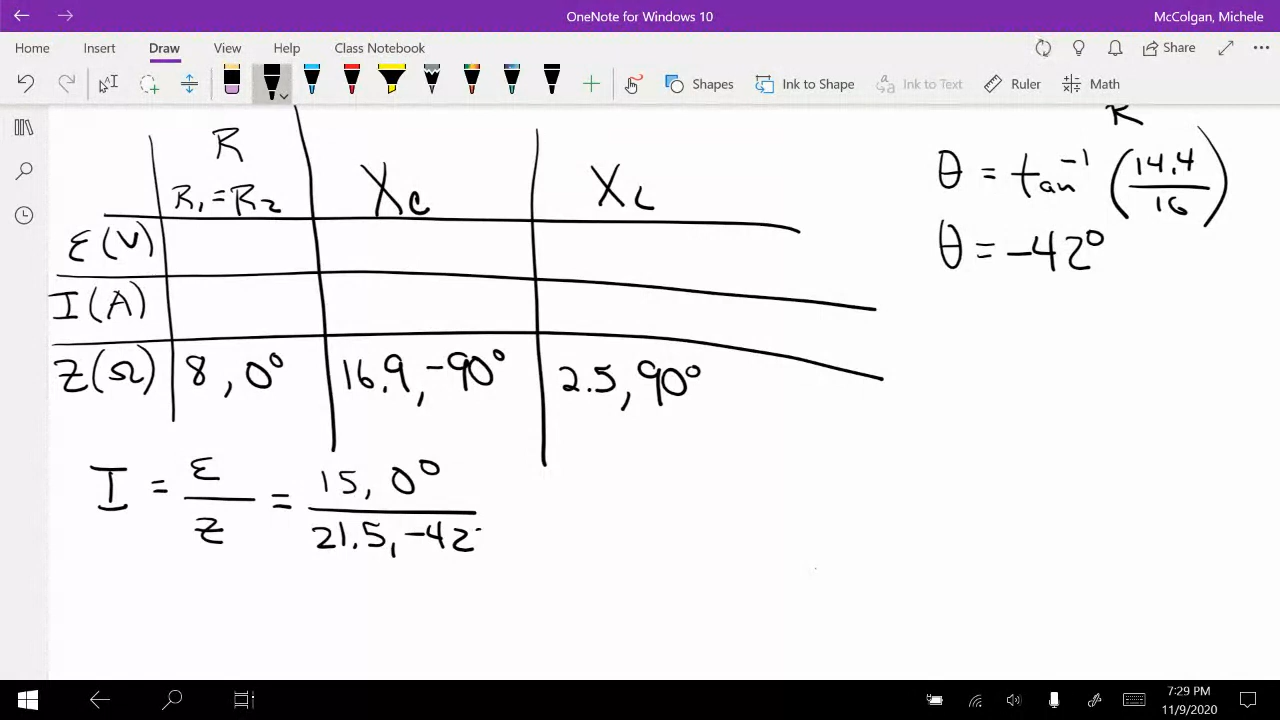 OneNote for Windows 10
McColgan, Michele
Home Insert Draw View Help Class Notebook Share
Shapes Ink to Shape Ink to Text Ruler Math
R
R₁=R₂ X_C X_L
ε(V)
I(A)
Z(Ω) 8, 0° 16.9, -90° 2.5, 90°
I = ε/Z = 15, 0° / 21.5, -42
θ = tan⁻¹ (14.4/16)
θ = -42°
7:29 PM
11/9/2020